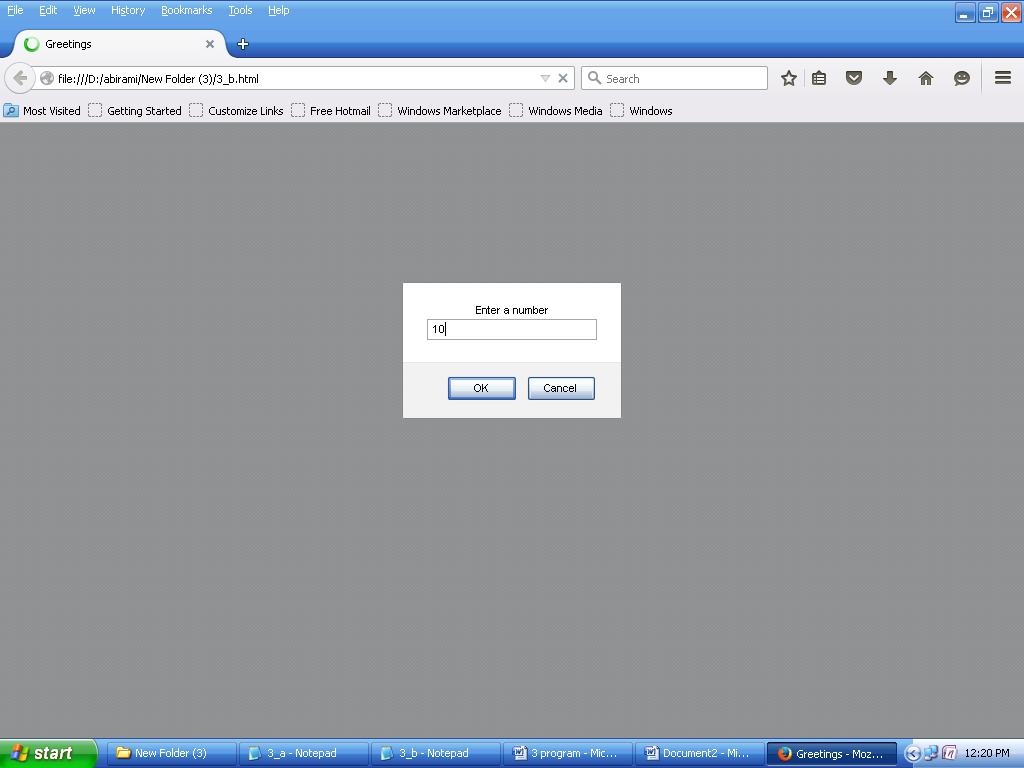 File Edit View History Bookmarks Tools Help
Greetings
file:///D:/abirami/New Folder (3)/3_b.html
Search
Most Visited Getting Started Customize Links Free Hotmail Windows Marketplace Windows Media Windows
Enter a number
10
OK Cancel
start New Folder (3) 3_a - Notepad 3_b - Notepad 3 program - Mic... Document2 - Mi... Greetings - Moz... 12:20 PM